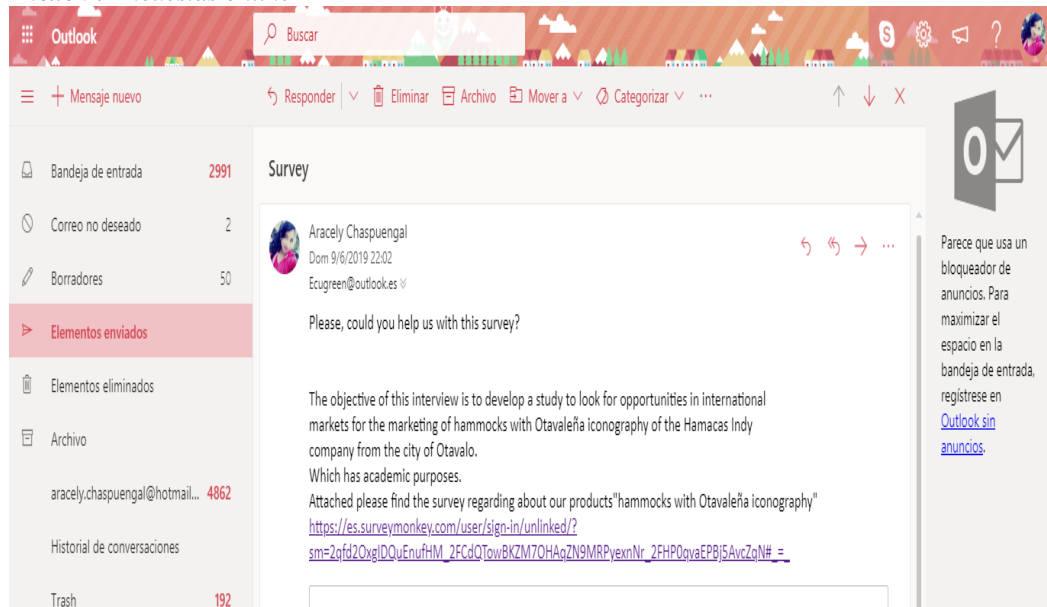 Outlook
Buscar
Mensaje nuevo
Responder
Eliminar
Archivo
Mover a
Categorizar
Bandeja de entrada 2991
Correo no deseado 2
Borradores 50
Elementos enviados
Elementos eliminados
Archivo
aracely.chaspuengal@hotmail... 4862
Historial de conversaciones
Trash 192
Survey
Aracely Chaspuengal
Dom 9/6/2019 22:02
Ecugreen@outlook.es
Please, could you help us with this survey?
The objective of this interview is to develop a study to look for opportunities in international
markets for the marketing of hammocks with Otavaleña iconography of the Hamacas Indy
company from the city of Otavalo.
Which has academic purposes.
Attached please find the survey regarding about our products"hammocks with Otavaleña iconography"
https://es.surveymonkey.com/user/sign-in/unlinked/?
sm=2qfd2OxgIDQuEnufHM_2FCdQTowBKZM7OHAqZN9MRPyexnNr_2FHP0qvaEPBj5AvcZqN#_=_
Parece que usa un
bloqueador de
anuncios. Para
maximizar el
espacio en la
bandeja de entrada,
regístrese en
Outlook sin
anuncios.